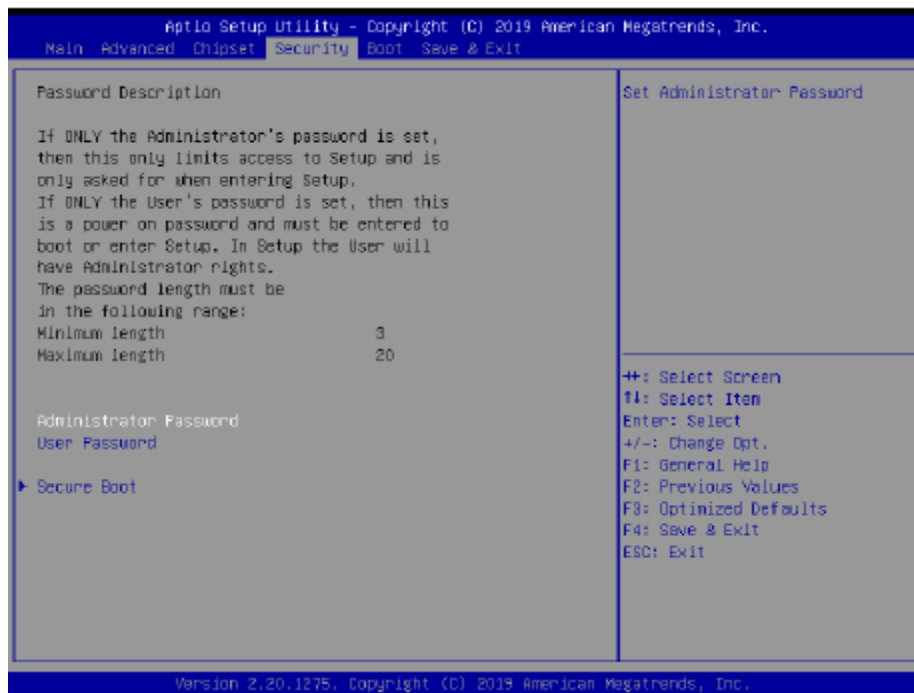 Aptio Setup Utility - Copyright (C) 2019 American Megatrends, Inc.
Main Advanced Chipset Security Boot Save & Exit
Password Description
If ONLY the Administrator's password is set,
then this only limits access to Setup and is
only asked for when entering Setup.
If ONLY the User's password is set, then this
is a power on password and must be entered to
boot or enter Setup. In Setup the User will
have Administrator rights.
The password length must be
in the following range:
Minimum length 3
Maximum length 20
Administrator Password
User Password
Secure Boot
Set Administrator Password
→←: Select Screen
↑↓: Select Item
Enter: Select
+/-: Change Opt.
F1: General Help
F2: Previous Values
F3: Optimized Defaults
F4: Save & Exit
ESC: Exit
Version 2.20.1275. Copyright (C) 2019 American Megatrends, Inc.